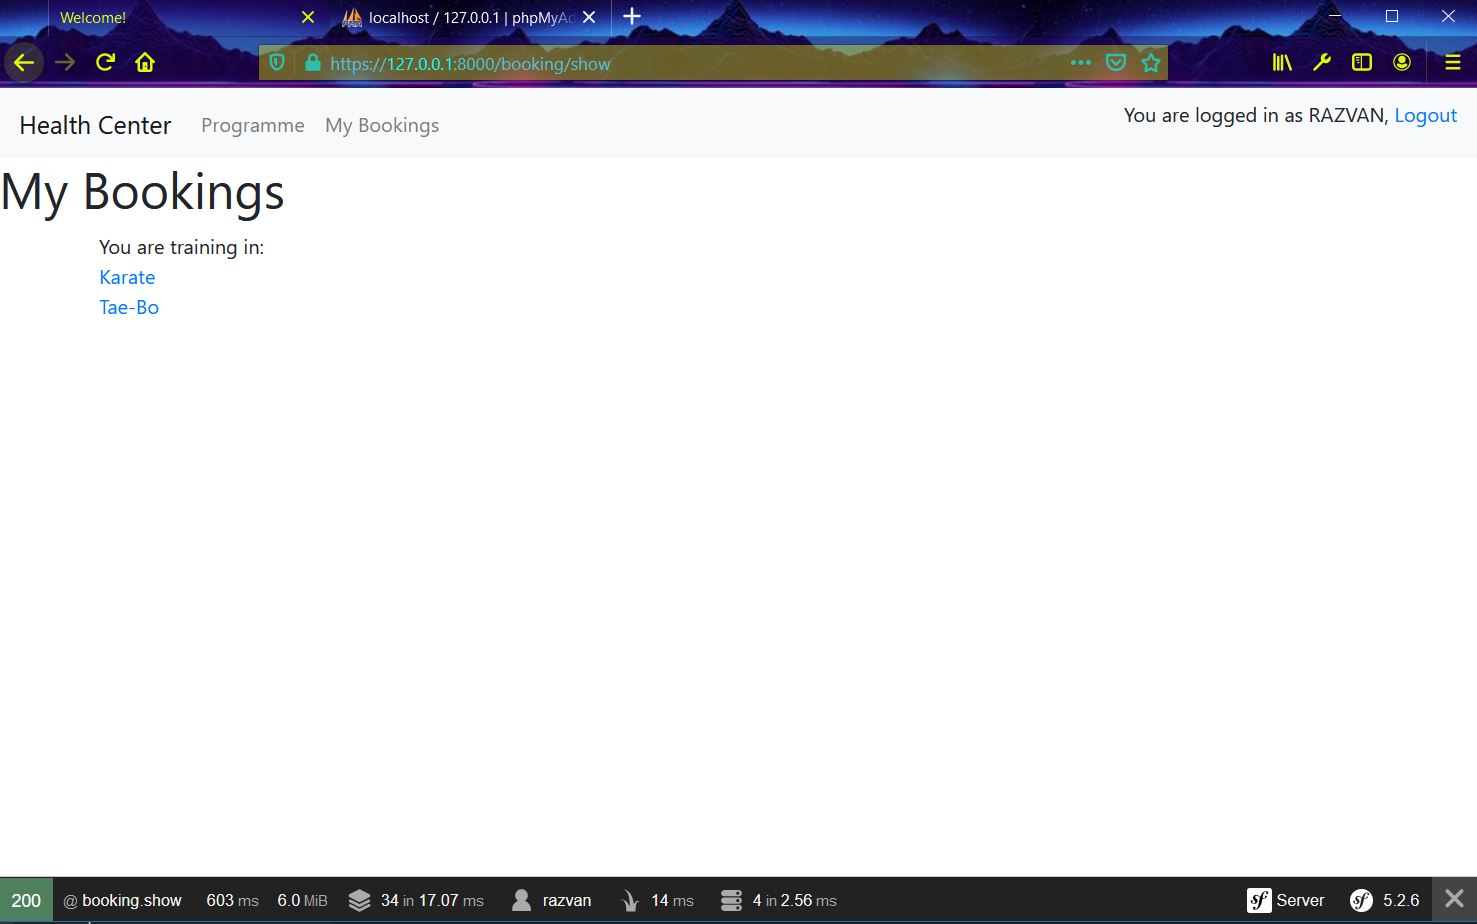 Welcome!
localhost / 127.0.0.1 | phpMyAd
https://127.0.0.1:8000/booking/show
Health Center Programme My Bookings
You are logged in as RAZVAN, Logout
My Bookings
You are training in:
Karate
Tae-Bo
200 @ booking.show 603 ms 6.0 MiB 34 in 17.07 ms razvan 14 ms 4 in 2.56 ms sf Server sf 5.2.6